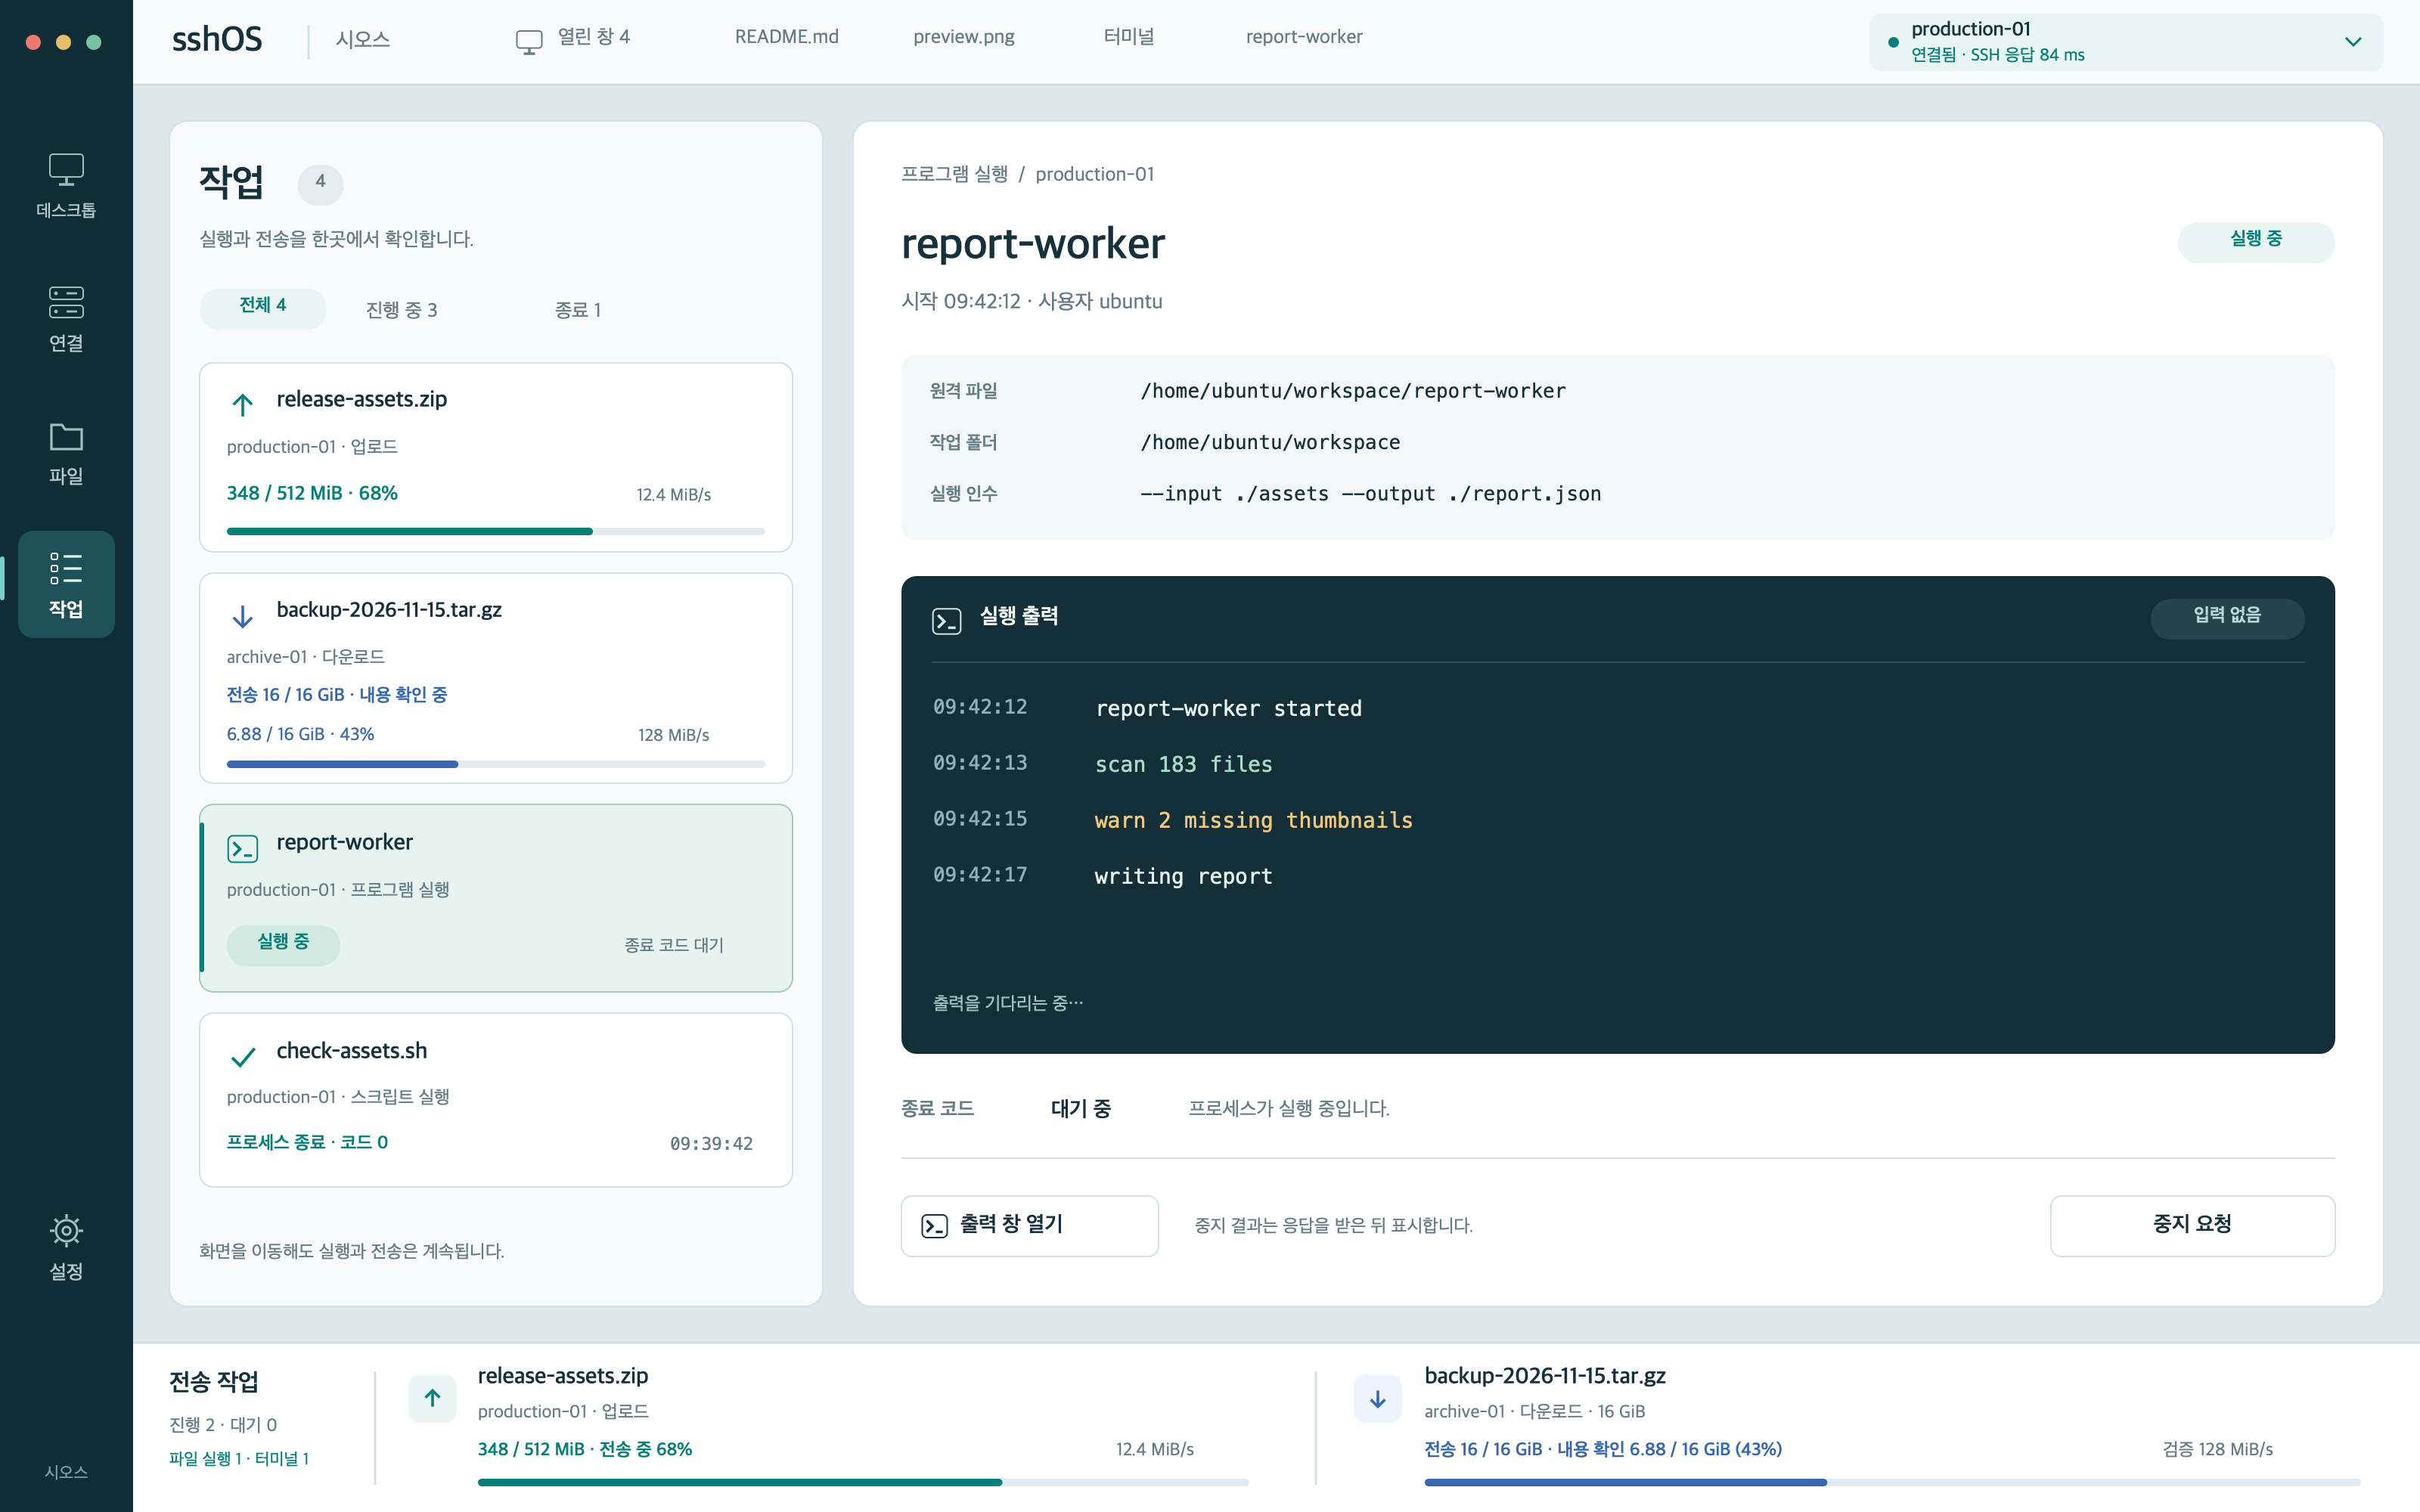 sshOS
시오스
열린 창 4
README.md
preview.png
터미널
report-worker
production-01
연결됨 · SSH 응답 84 ms
데스크톱
연결
파일
작업
설정
시오스
작업
4
실행과 전송을 한곳에서 확인합니다.
전체 4
진행 중 3
종료 1
release-assets.zip
production-01 · 업로드
348 / 512 MiB · 68%
12.4 MiB/s
backup-2026-11-15.tar.gz
archive-01 · 다운로드
전송 16 / 16 GiB · 내용 확인 중
6.88 / 16 GiB · 43%
128 MiB/s
report-worker
production-01 · 프로그램 실행
실행 중
종료 코드 대기
check-assets.sh
production-01 · 스크립트 실행
프로세스 종료 · 코드 0
09:39:42
화면을 이동해도 실행과 전송은 계속됩니다.
프로그램 실행 / production-01
report-worker
실행 중
시작 09:42:12 · 사용자 ubuntu
원격 파일
/home/ubuntu/workspace/report-worker
작업 폴더
/home/ubuntu/workspace
실행 인수
--input ./assets --output ./report.json
실행 출력
입력 없음
09:42:12 report-worker started
09:42:13 scan 183 files
09:42:15 warn 2 missing thumbnails
09:42:17 writing report
출력을 기다리는 중…
종료 코드
대기 중
프로세스가 실행 중입니다.
출력 창 열기
중지 결과는 응답을 받은 뒤 표시합니다.
중지 요청
전송 작업
진행 2 · 대기 0
파일 실행 1 · 터미널 1
release-assets.zip
production-01 · 업로드
348 / 512 MiB · 전송 중 68%
12.4 MiB/s
backup-2026-11-15.tar.gz
archive-01 · 다운로드 · 16 GiB
전송 16 / 16 GiB · 내용 확인 6.88 / 16 GiB (43%)
검증 128 MiB/s